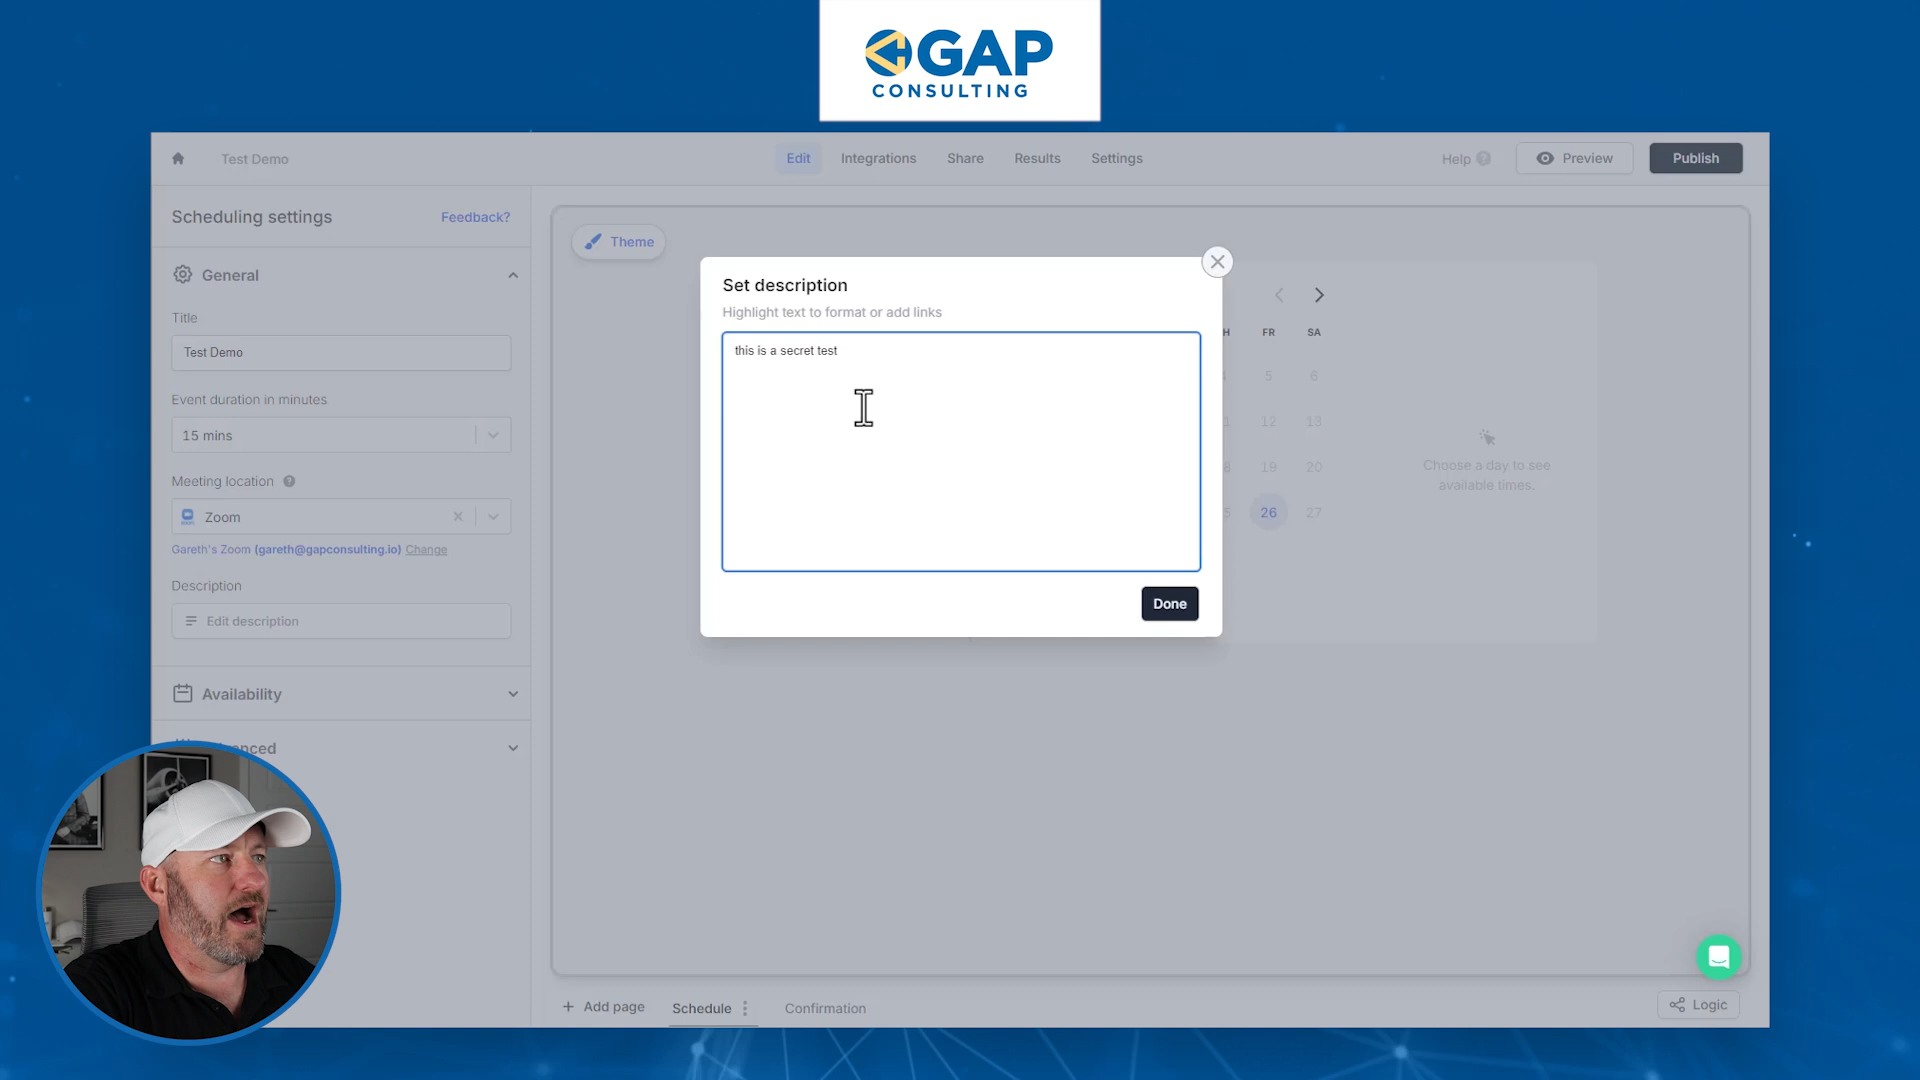 GAP
CONSULTING
Test Demo
Edit
Integrations
Share
Results
Settings
Help
Preview
Publish
Scheduling settings
Feedback?
Theme
General
Title
Test Demo
Event duration in minutes
15 mins
Meeting location
Zoom
Gareth's Zoom (gareth@gapconsulting.io) Change
Description
Edit description
Availability
Set description
Highlight text to format or add links
this is a secret test
Done
H FR SA
5 6
12 13
19 20
26 27
Choose a day to see
available times.
Add page
Schedule
Confirmation
Logic